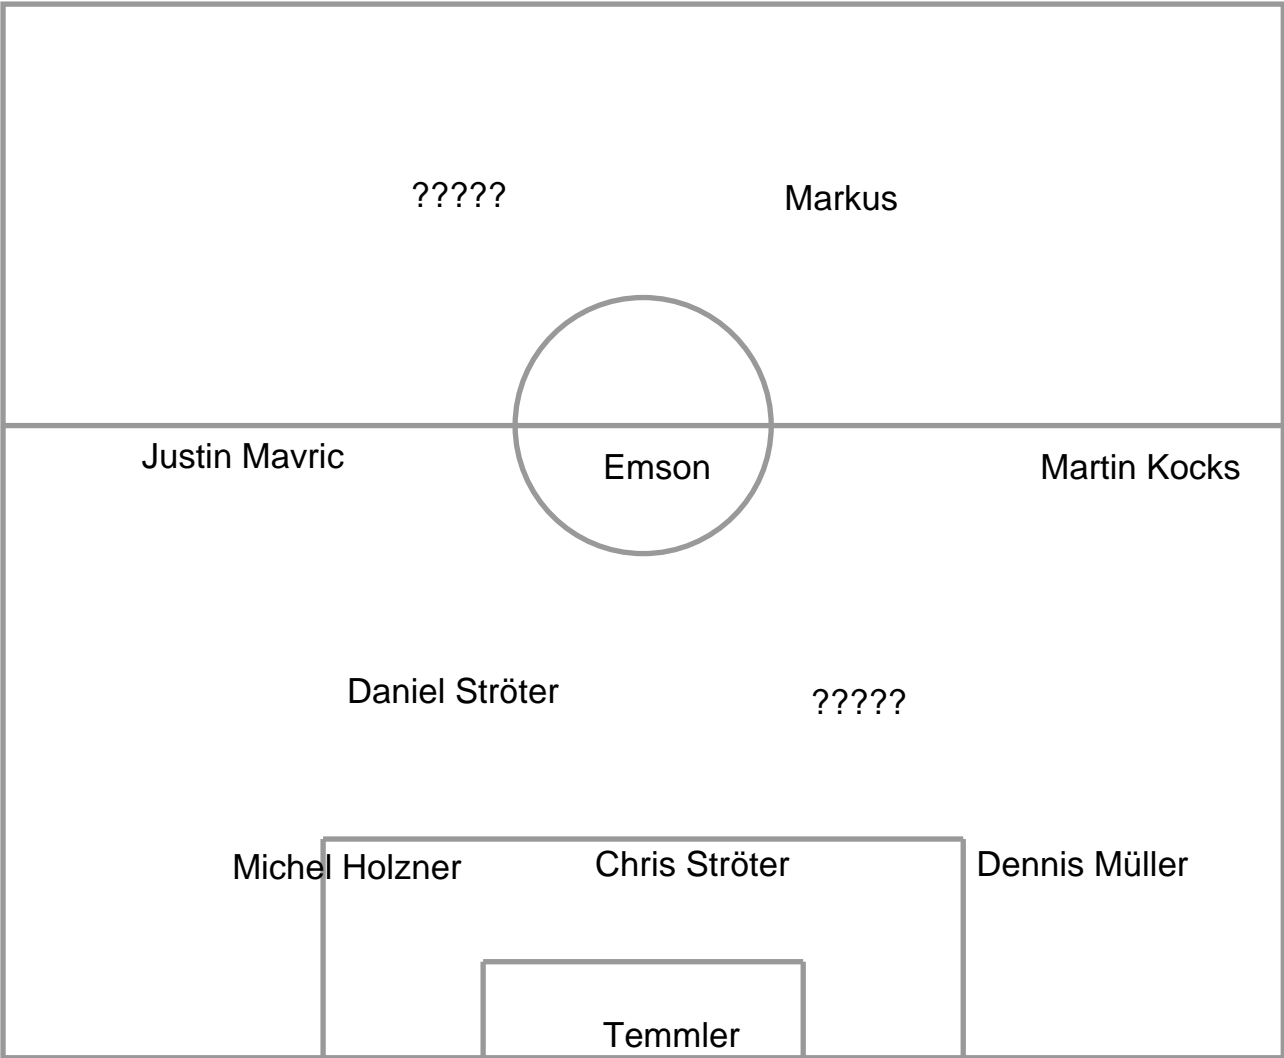 ????? Markus
Justin Mavric Emson Martin Kocks
Daniel Ströter ?????
Michel Holzner Chris Ströter Dennis Müller
Temmler